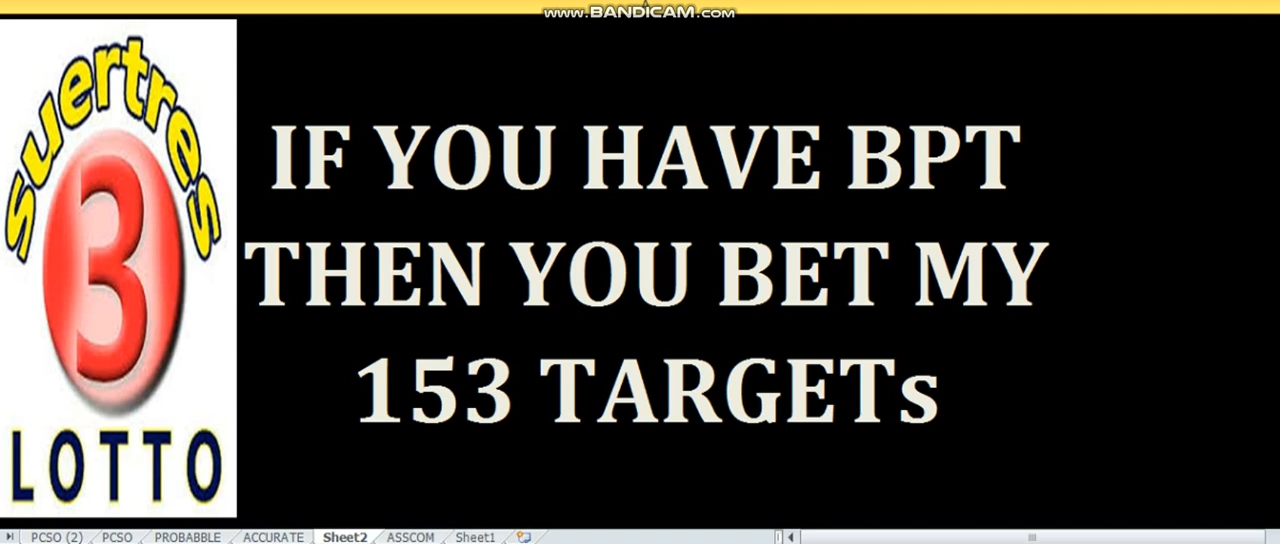 www.BANDICAM.com
suertres
3
LOTTO
IF YOU HAVE BPT
THEN YOU BET MY
153 TARGETs
PCSO (2) PCSO PROBABBLE ACCURATE Sheet2 ASSCOM Sheet1